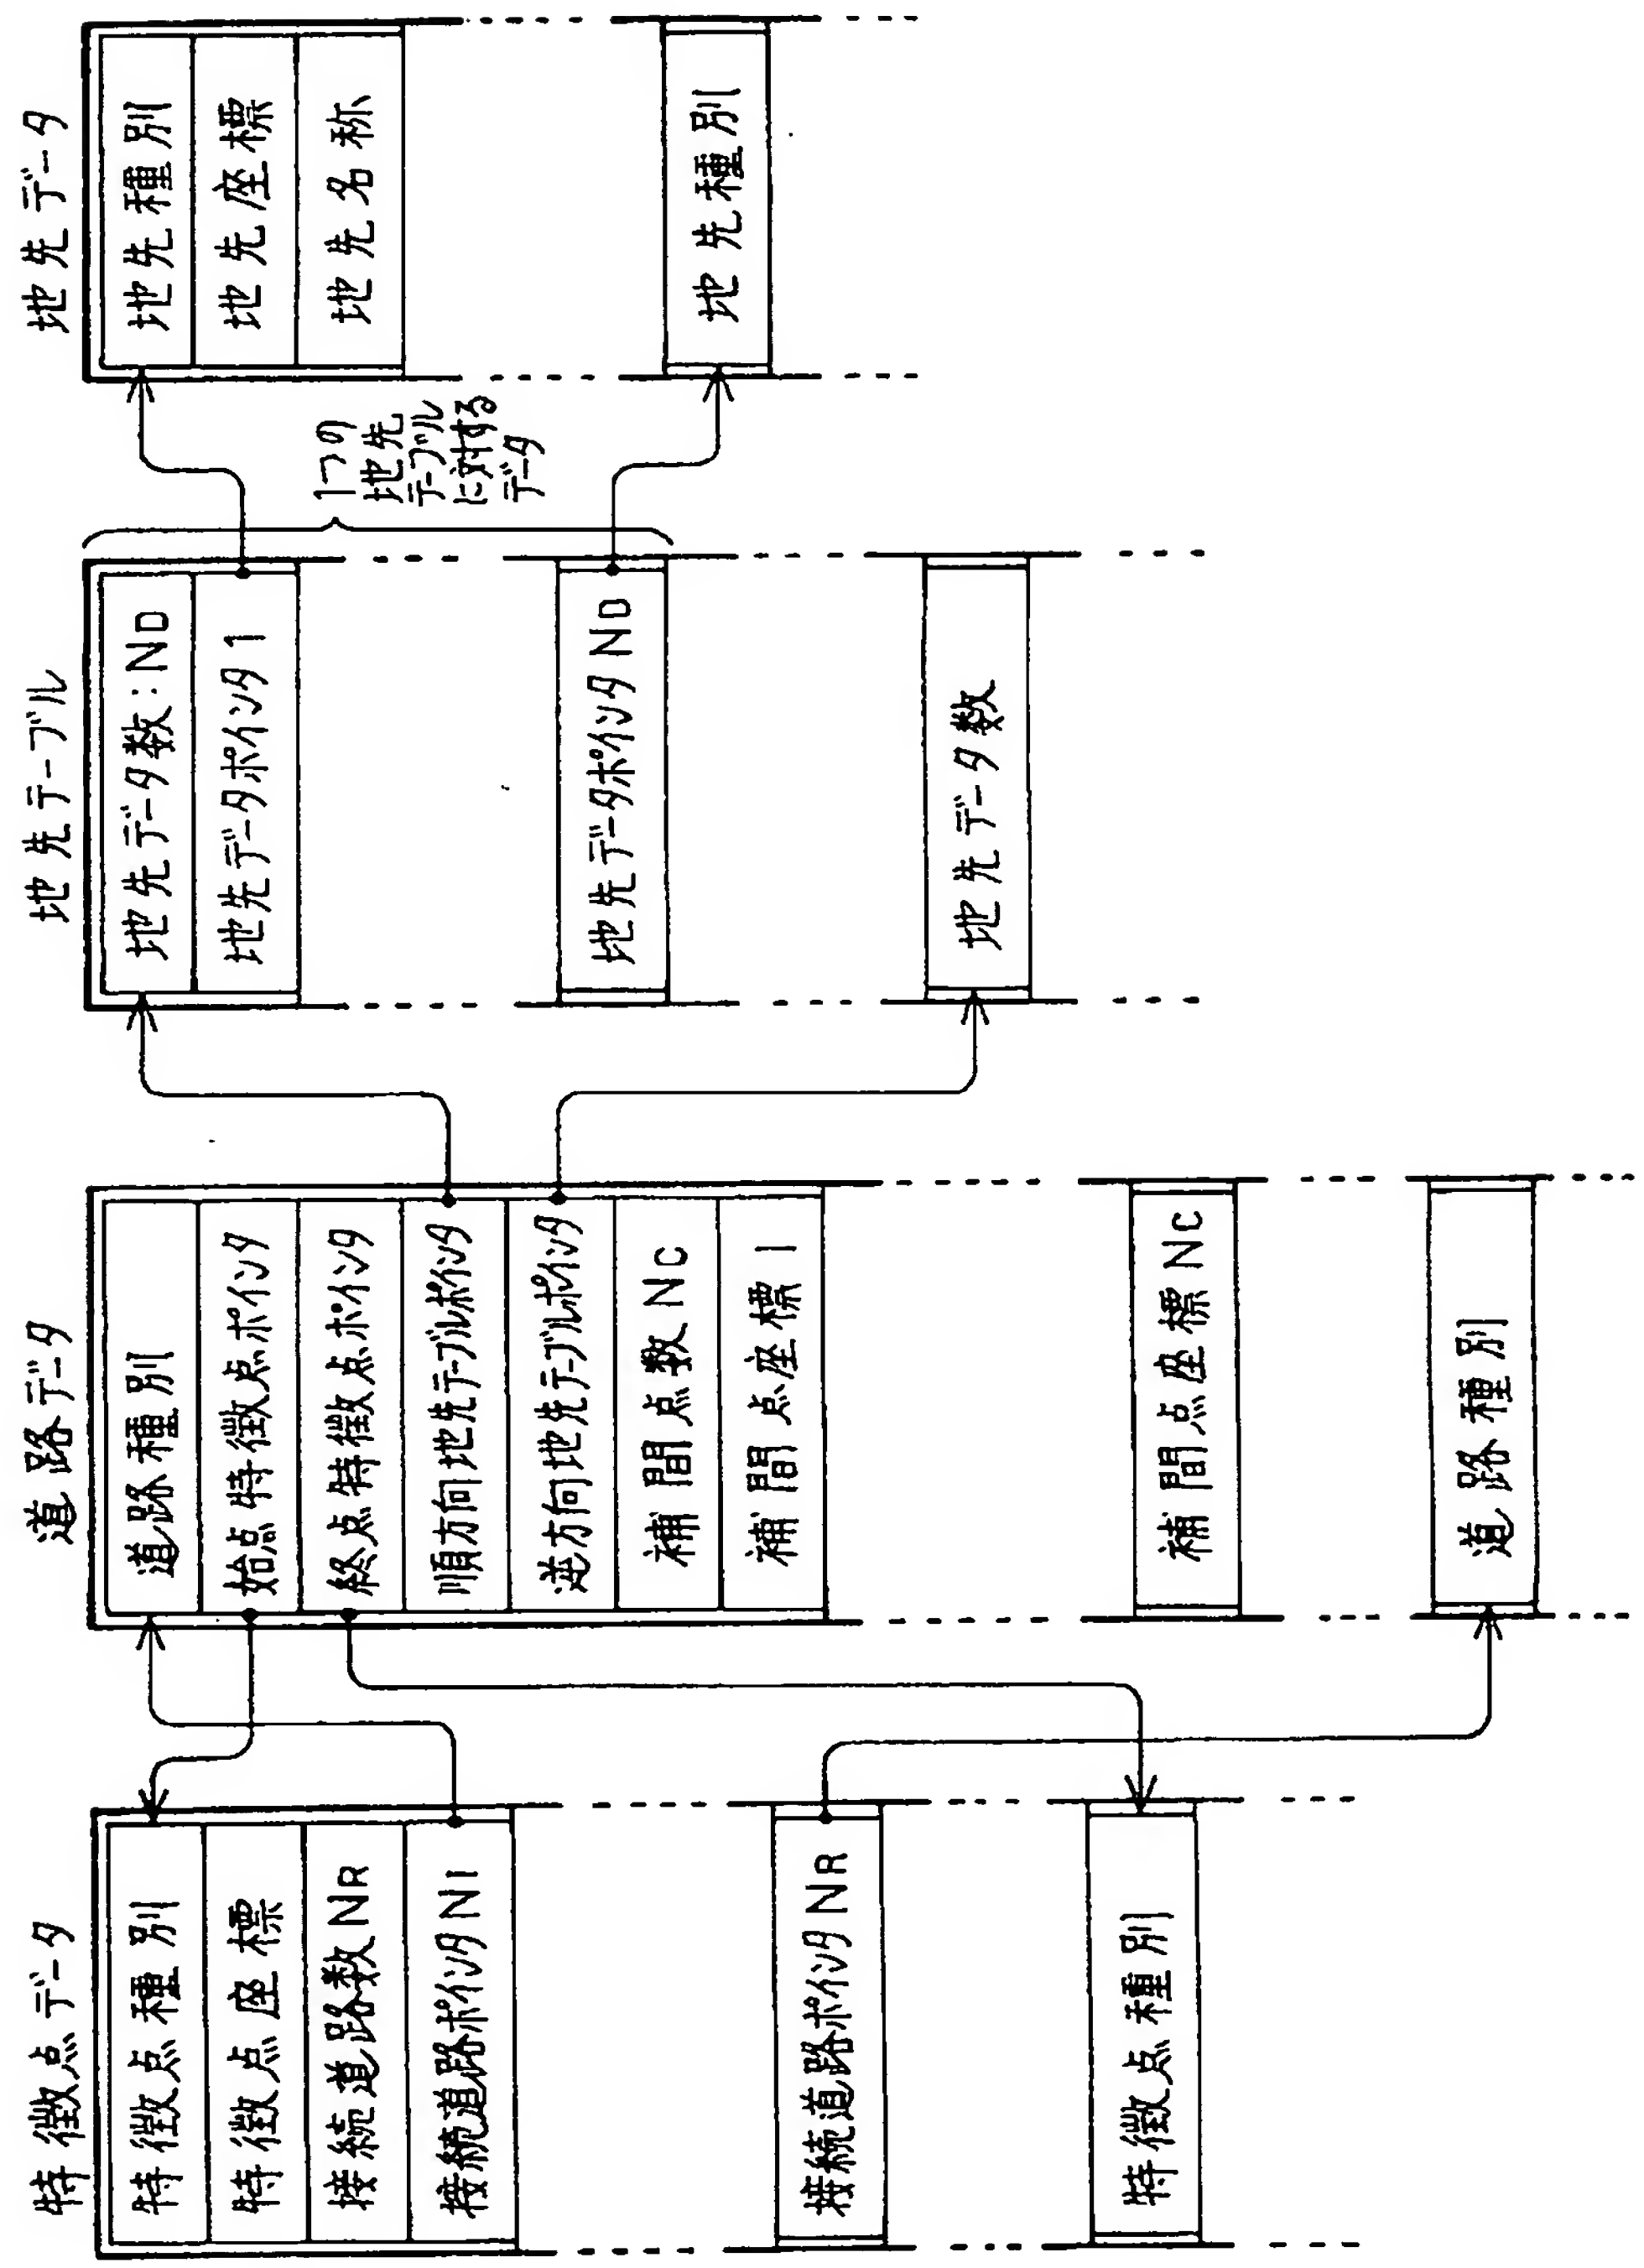 特徴点データ
特徴点種別
特徴点座標
接続道路数NR
接続道路ポインタN1
接続道路ポインタNR
特徴点種別
道路データ
道路種別
始点特徴点ポインタ
終点特徴点ポインタ
順方向地先テーブルポインタ
逆方向地先テーブルポインタ
補間点数NC
補間点座標1
補間点座標NC
道路種別
地先テーブル
地先データ数:ND
地先データポインタ1
地先データポインタND
地先データ数
1つの
地先
テーブル
に対する
データ
地先データ
地先種別
地先座標
地先名称
地先種別